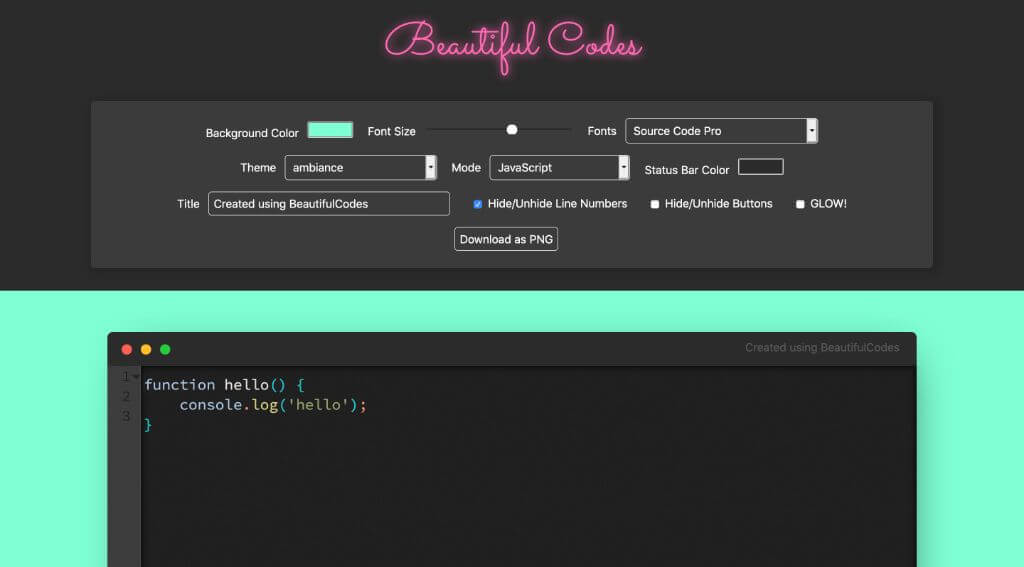 Beautiful Codes
Background Color Font Size Fonts Source Code Pro
Theme ambiance Mode JavaScript Status Bar Color
Title Created using BeautifulCodes Hide/Unhide Line Numbers Hide/Unhide Buttons GLOW!
Download as PNG
Created using BeautifulCodes
1 function hello() {
2     console.log('hello');
3 }